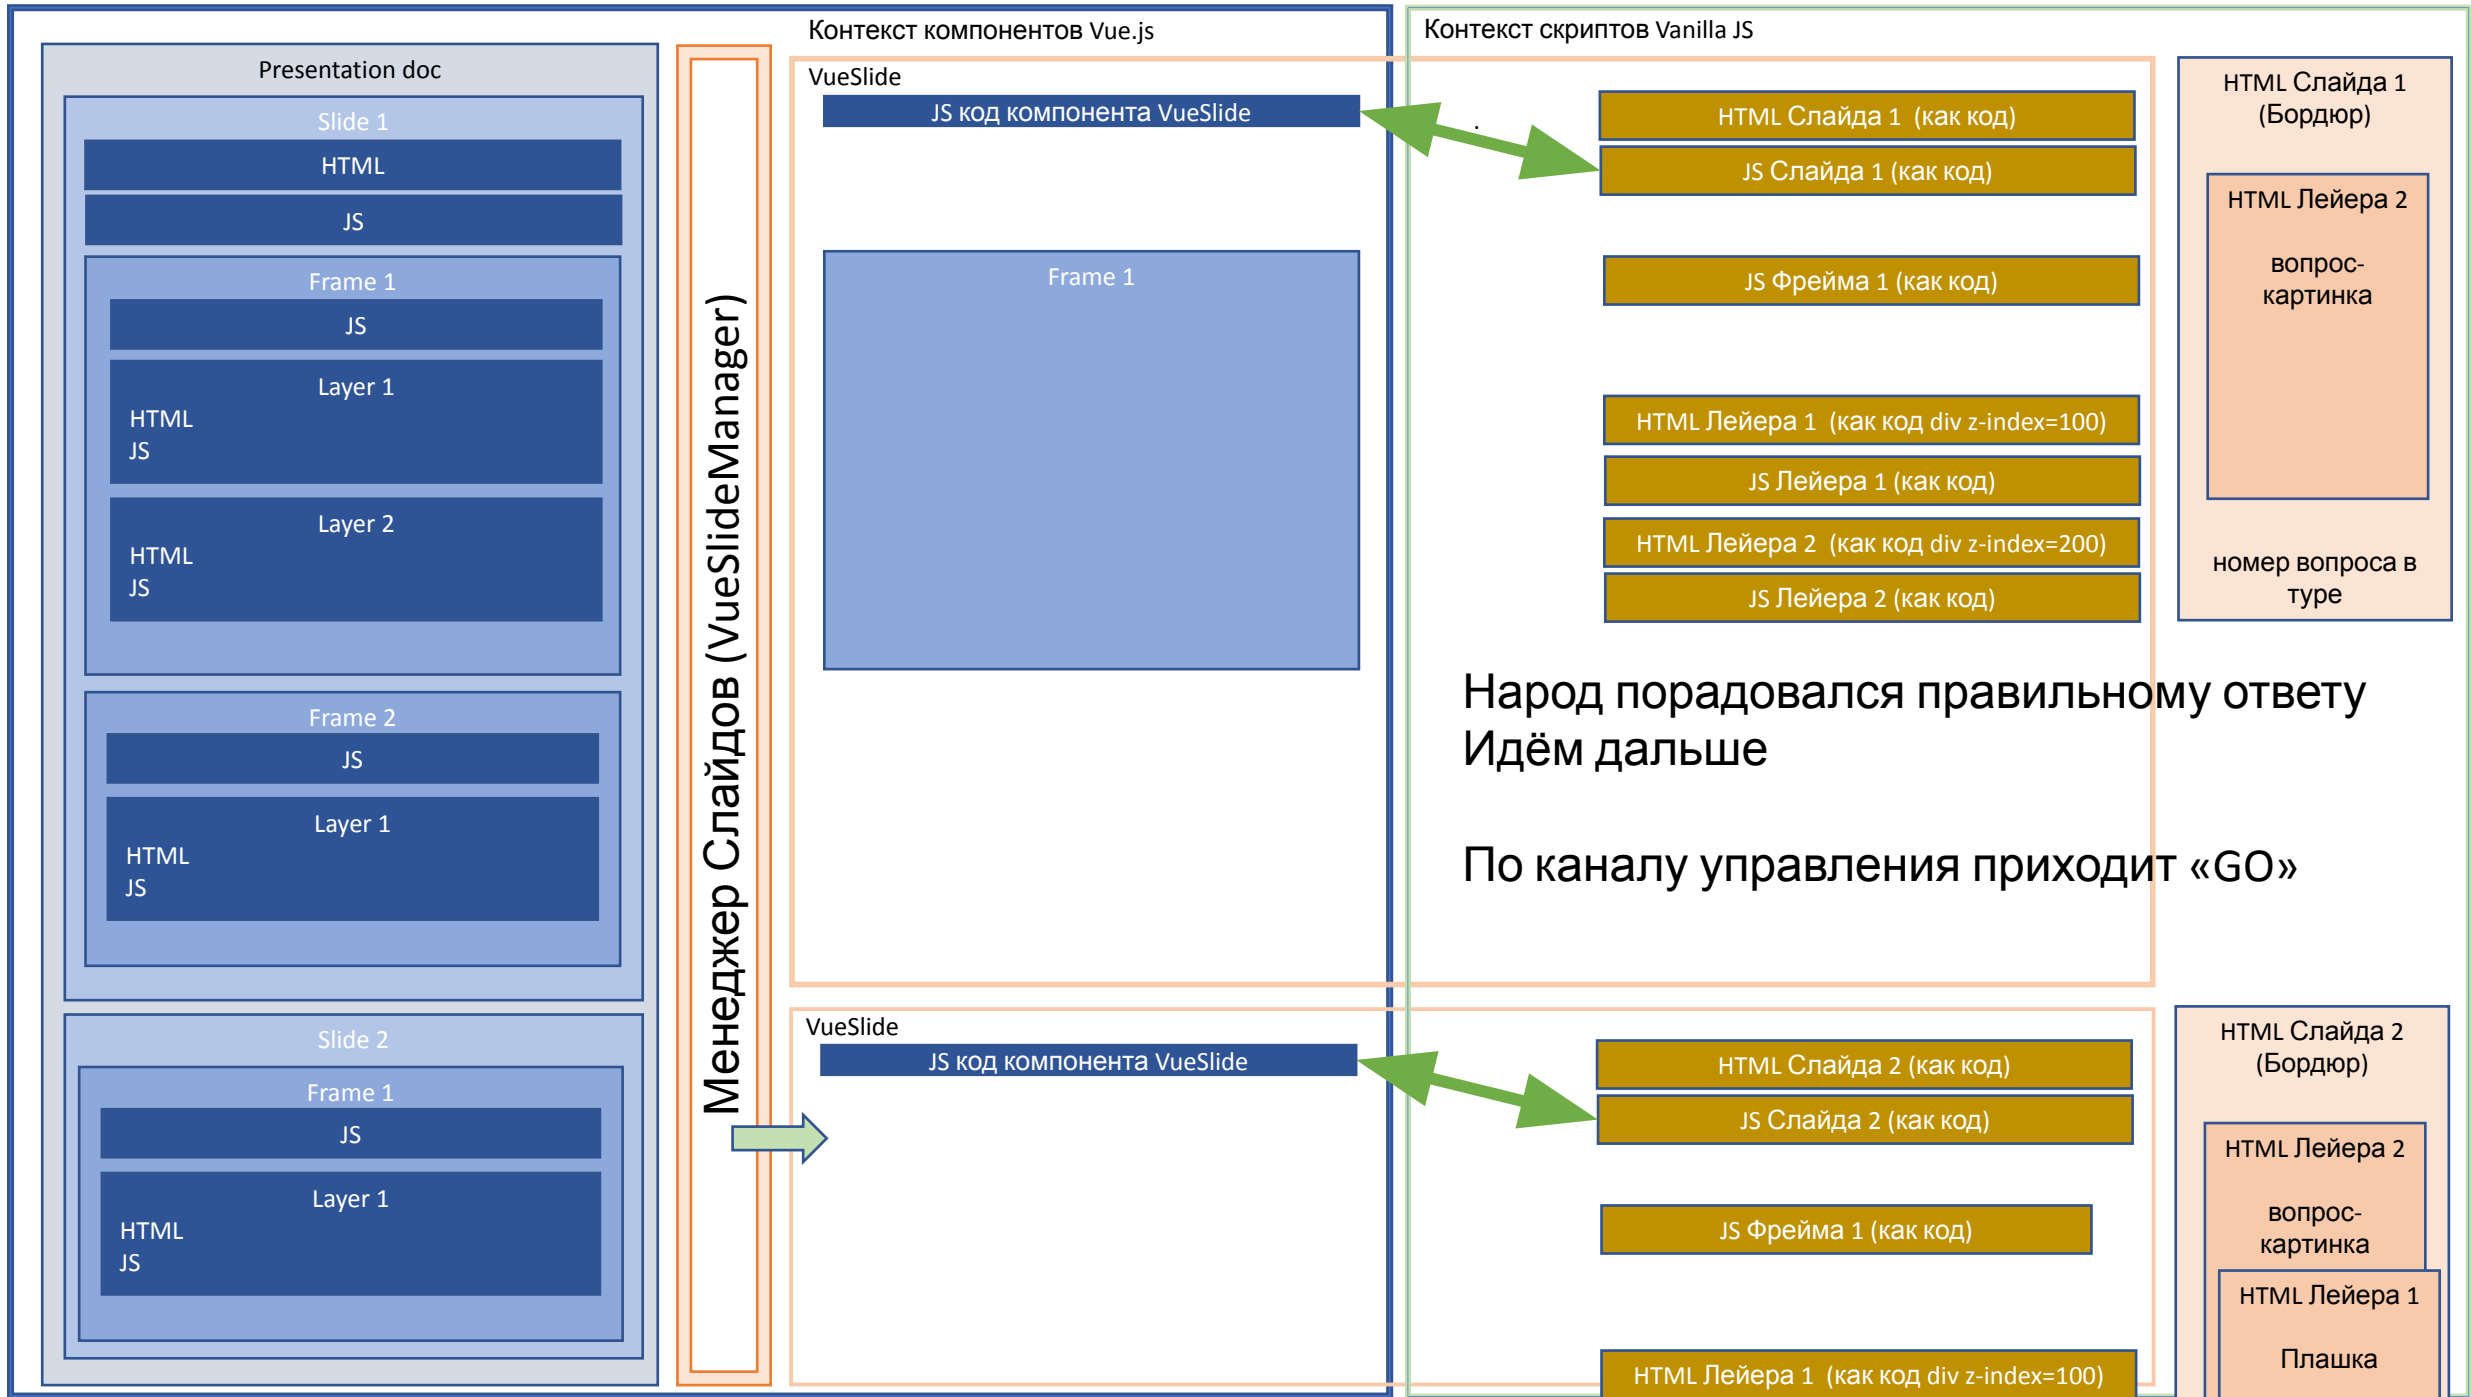 Контекст компонентов Vue.js
Контекст скриптов Vanilla JS
Presentation doc
Slide 1
HTML
JS
Frame 1
JS
Layer 1
HTML
JS
Layer 2
HTML
JS
Frame 2
JS
Layer 1
HTML
JS
Slide 2
Frame 1
JS
Layer 1
HTML
JS
Менеджер Слайдов (VueSlideManager)
VueSlide
JS код компонента VueSlide
Frame 1
.
HTML Слайда 1 (как код)
JS Слайда 1 (как код)
JS Фрейма 1 (как код)
HTML Лейера 1 (как код div z-index=100)
JS Лейера 1 (как код)
HTML Лейера 2 (как код div z-index=200)
JS Лейера 2 (как код)
HTML Слайда 1
(Бордюр)
HTML Лейера 2
вопрос-
картинка
номер вопроса в
туре
Народ порадовался правильному ответу
Идём дальше
По каналу управления приходит «GO»
VueSlide
JS код компонента VueSlide
HTML Слайда 2 (как код)
JS Слайда 2 (как код)
JS Фрейма 1 (как код)
HTML Лейера 1 (как код div z-index=100)
HTML Слайда 2
(Бордюр)
HTML Лейера 2
вопрос-
картинка
HTML Лейера 1
Плашка